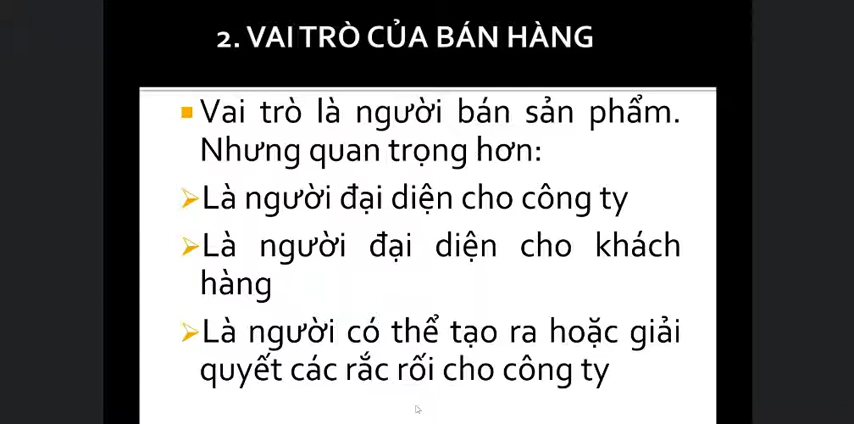 2. VAI TRÒ CỦA BÁN HÀNG
Vai trò là người bán sản phẩm.
Nhưng quan trọng hơn:
Là người đại diện cho công ty
Là người đại diện cho khách
hàng
Là người có thể tạo ra hoặc giải
quyết các rắc rối cho công ty